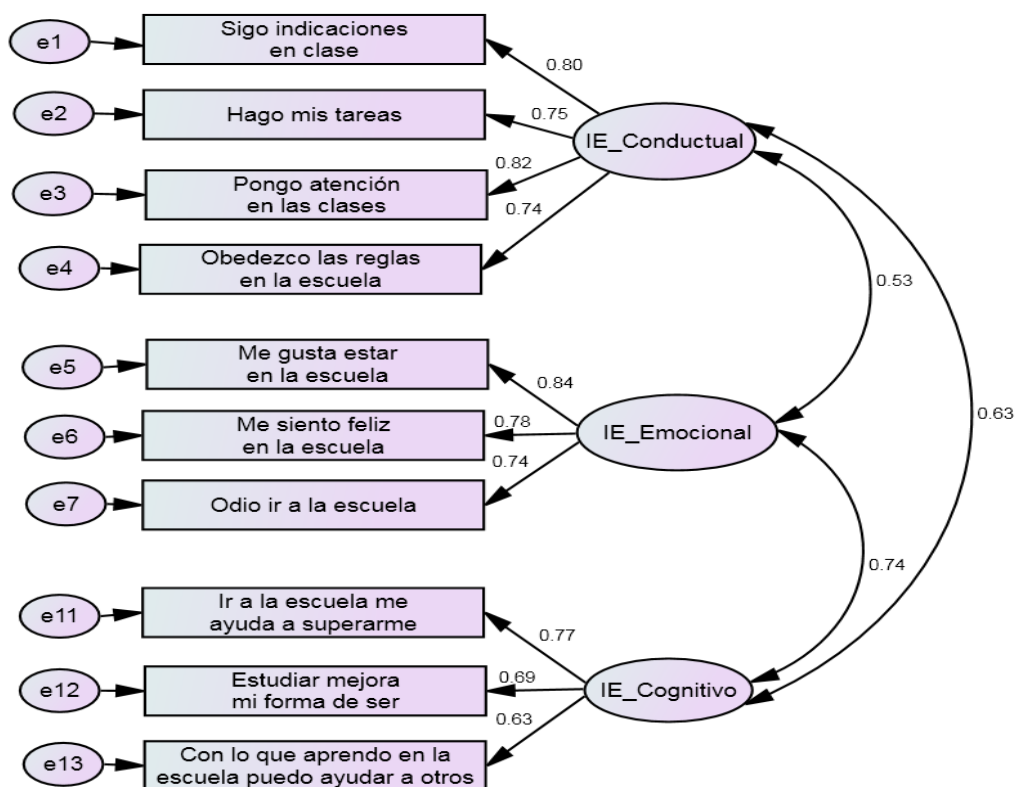 e1
Sigo indicaciones
en clase
0.80
e2
Hago mis tareas
0.75
IE_Conductual
e3
Pongo atención
en las clases
0.82
e4
Obedezco las reglas
en la escuela
0.74
0.53
e5
Me gusta estar
en la escuela
0.84
0.63
e6
Me siento feliz
en la escuela
0.78
IE_Emocional
e7
Odio ir a la escuela
0.74
0.74
e11
Ir a la escuela me
ayuda a superarme
0.77
e12
Estudiar mejora
mi forma de ser
0.69
IE_Cognitivo
e13
Con lo que aprendo en la
escuela puedo ayudar a otros
0.63